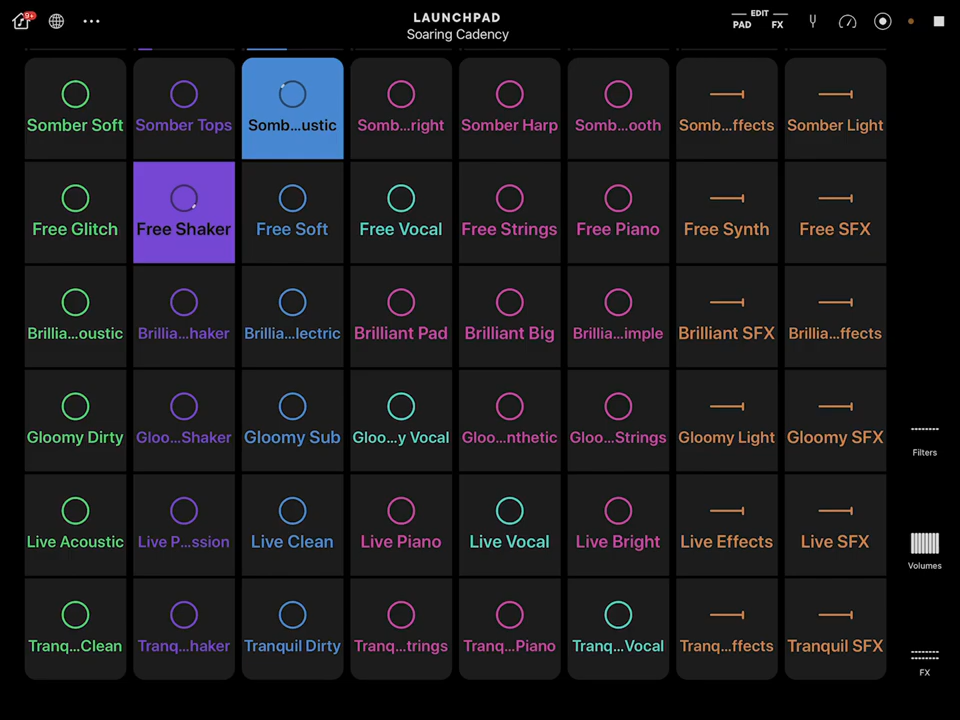 9+
LAUNCHPAD
Soaring Cadency
EDIT
PAD FX
Somber Soft Somber Tops Somb...ustic Somb...right Somber Harp Somb...ooth Somb...ffects Somber Light
Free Glitch Free Shaker Free Soft Free Vocal Free Strings Free Piano Free Synth Free SFX
Brillia...oustic Brillia...haker Brillia...lectric Brilliant Pad Brilliant Big Brillia...imple Brilliant SFX Brillia...ffects
Gloomy Dirty Gloo...Shaker Gloomy Sub Gloo...y Vocal Gloo...nthetic Gloo...Strings Gloomy Light Gloomy SFX
Filters
Live Acoustic Live P...ssion Live Clean Live Piano Live Vocal Live Bright Live Effects Live SFX
Volumes
Tranq...Clean Tranq...haker Tranquil Dirty Tranq...trings Tranq...Piano Tranq...Vocal Tranq...ffects Tranquil SFX
FX